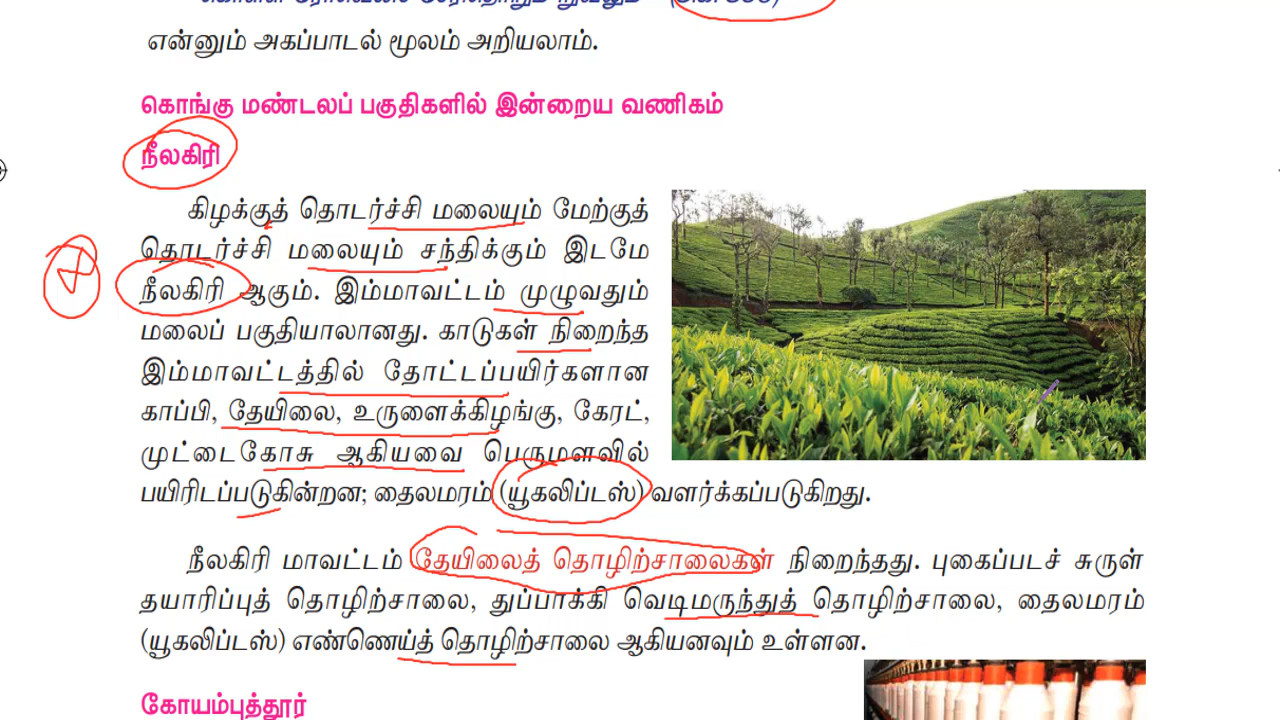 என்னும் அகப்பாடல் மூலம் அறியலாம்.
கொங்கு மண்டலப் பகுதிகளில் இன்றைய வணிகம்
நீலகிரி
கிழக்குத் தொடர்ச்சி மலையும் மேற்குத்
தொடர்ச்சி மலையும் சந்திக்கும் இடமே
நீலகிரி ஆகும். இம்மாவட்டம் முழுவதும்
மலைப் பகுதியாலானது. காடுகள் நிறைந்த
இம்மாவட்டத்தில் தோட்டப்பயிர்களான
காப்பி, தேயிலை, உருளைக்கிழங்கு, கேரட்,
முட்டைகோசு ஆகியவை பெருமளவில்
பயிரிடப்படுகின்றன; தைலமரம் (யூகலிப்டஸ்) வளர்க்கப்படுகிறது.
நீலகிரி மாவட்டம் தேயிலைத் தொழிற்சாலைகள் நிறைந்தது. புகைப்படச் சுருள்
தயாரிப்புத் தொழிற்சாலை, துப்பாக்கி வெடிமருந்துத் தொழிற்சாலை, தைலமரம்
(யூகலிப்டஸ்) எண்ணெய்த் தொழிற்சாலை ஆகியனவும் உள்ளன.
கோயம்புத்தூர்